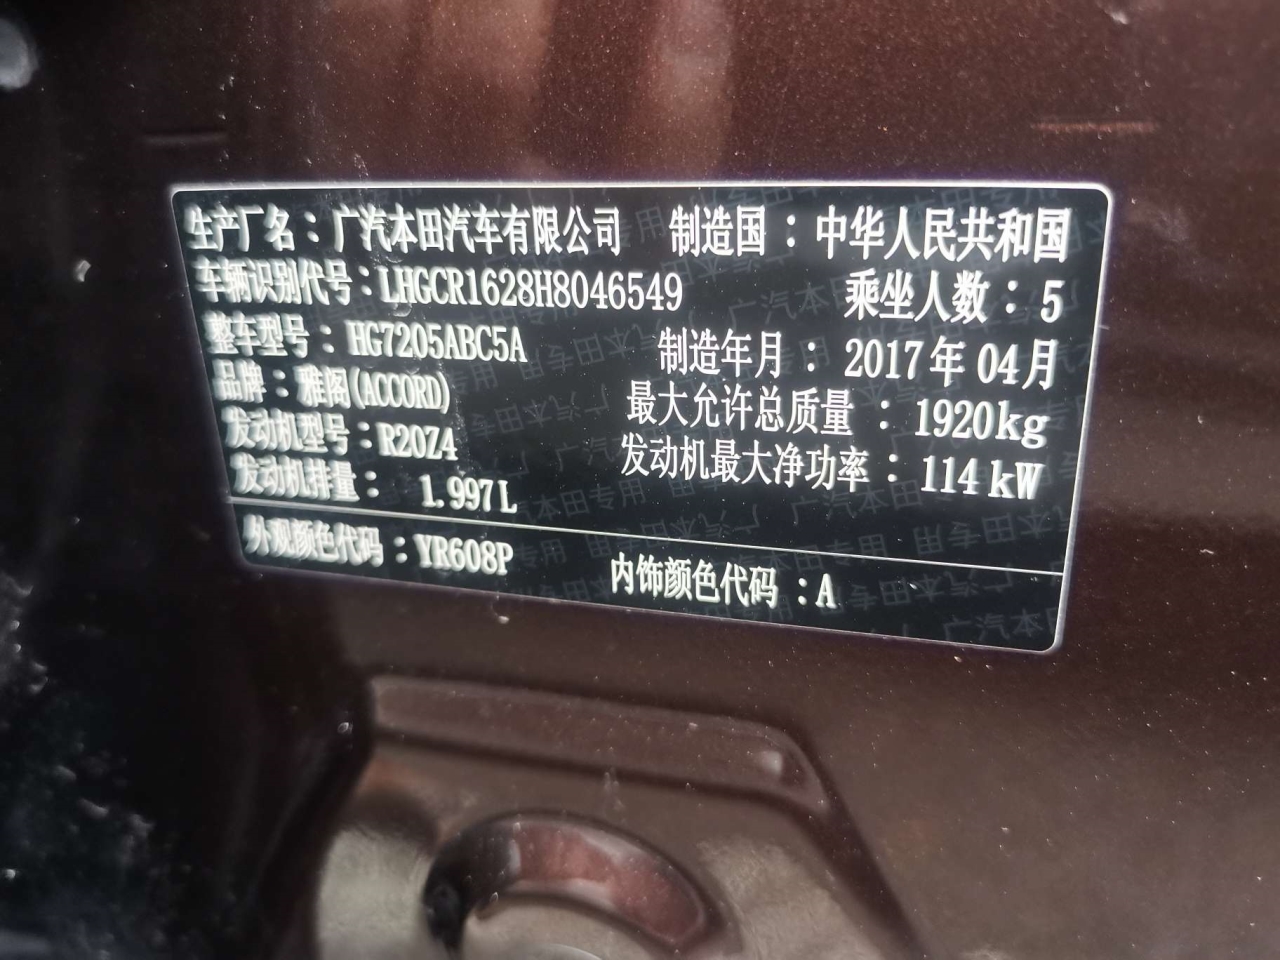 生产厂名：广汽本田汽车有限公司 制造国：中华人民共和国
车辆识别代号：LHGCR1628H8046549 乘坐人数：5
整车型号：HG7205ABC5A 制造年月：2017年04月
品牌：雅阁(ACCORD) 最大允许总质量：1920kg
发动机型号：R20Z4 发动机最大净功率：114kW
发动机排量：1.997L
外观颜色代码：YR608P 内饰颜色代码：A